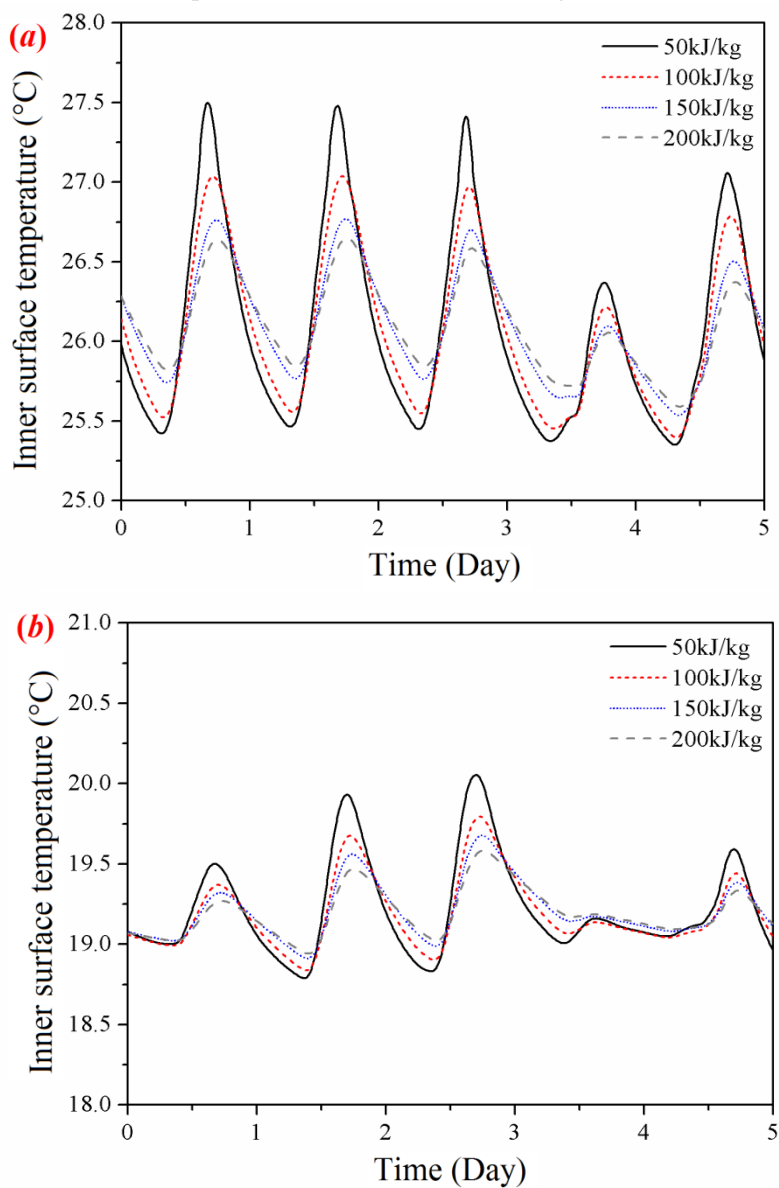 (a)
28.0
27.5
27.0
26.5
26.0
25.5
25.0
Inner surface temperature (°C)
50kJ/kg
100kJ/kg
150kJ/kg
200kJ/kg
0 1 2 3 4 5
Time (Day)
(b)
21.0
20.5
20.0
19.5
19.0
18.5
18.0
Inner surface temperature (°C)
50kJ/kg
100kJ/kg
150kJ/kg
200kJ/kg
0 1 2 3 4 5
Time (Day)